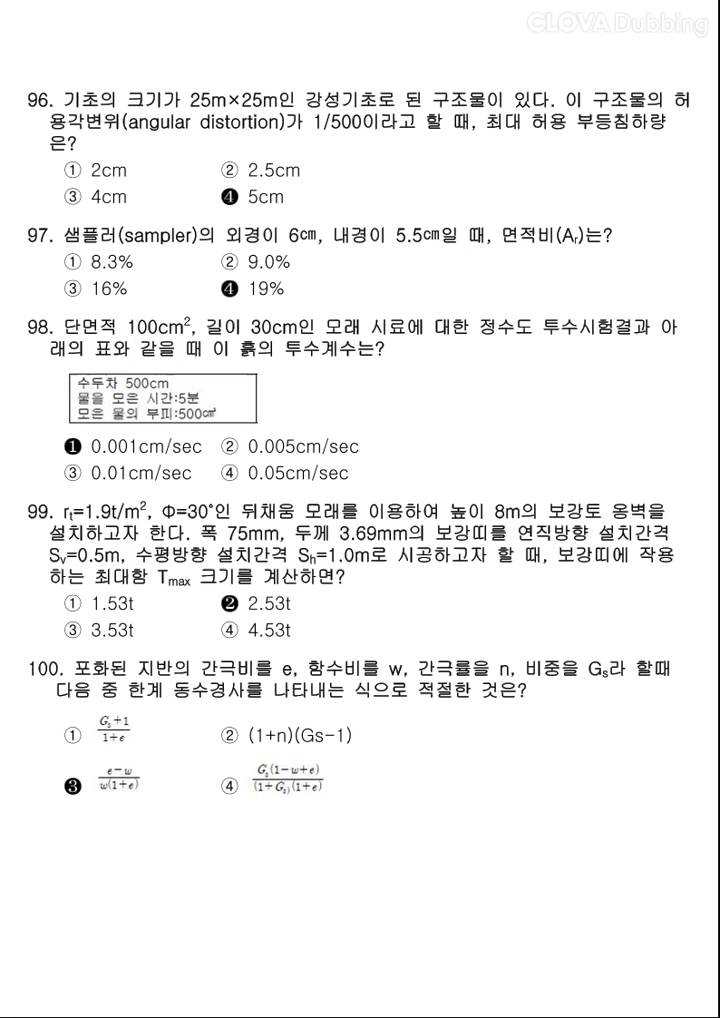 CLOVA Dubbing
96. 기초의 크기가 25m×25m인 강성기초로 된 구조물이 있다. 이 구조물의 허
용각변위(angular distortion)가 1/500이라고 할 때, 최대 허용 부등침하량
은?
① 2cm ② 2.5cm
③ 4cm ❹ 5cm
97. 샘플러(sampler)의 외경이 6㎝, 내경이 5.5㎝일 때, 면적비(Aᵣ)는?
① 8.3% ② 9.0%
③ 16% ❹ 19%
98. 단면적 100cm², 길이 30cm인 모래 시료에 대한 정수도 투수시험결과 아
래의 표와 같을 때 이 흙의 투수계수는?
수두차 500cm
물을 모은 시간:5분
모은 물의 부피:500㎤
❶ 0.001cm/sec ② 0.005cm/sec
③ 0.01cm/sec ④ 0.05cm/sec
99. rₜ=1.9t/m², Φ=30°인 뒤채움 모래를 이용하여 높이 8m의 보강토 옹벽을
설치하고자 한다. 폭 75mm, 두께 3.69mm의 보강띠를 연직방향 설치간격
Sᵥ=0.5m, 수평방향 설치간격 Sₕ=1.0m로 시공하고자 할 때, 보강띠에 작용
하는 최대함 Tmax 크기를 계산하면?
① 1.53t ❷ 2.53t
③ 3.53t ④ 4.53t
100. 포화된 지반의 간극비를 e, 함수비를 w, 간극률을 n, 비중을 Gₛ라 할때
다음 중 한계 동수경사를 나타내는 식으로 적절한 것은?
① (Gₛ+1)/(1+e) ② (1+n)(Gs-1)
❸ (e-w)/(w(1+e)) ④ Gₛ(1-w+e)/((1+Gₛ)(1+e))